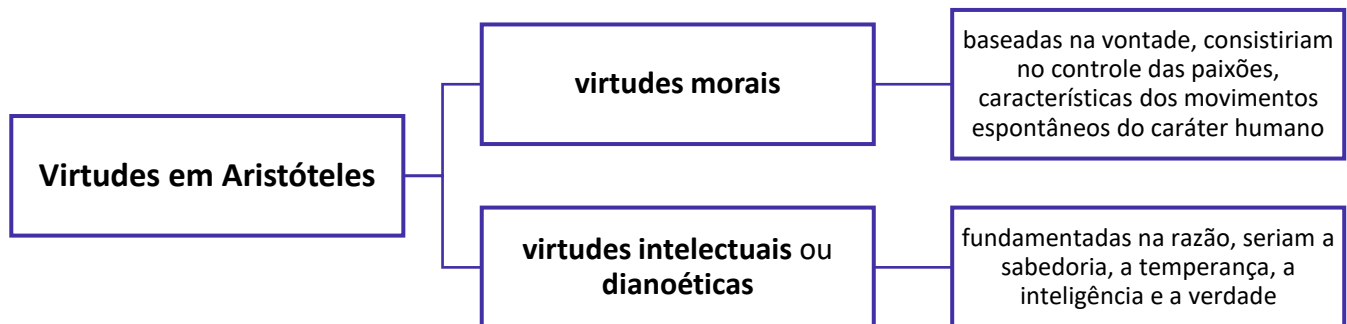 Virtudes em Aristóteles
virtudes morais
baseadas na vontade, consistiriam
no controle das paixões,
características dos movimentos
espontâneos do caráter humano
virtudes intelectuais ou
dianoéticas
fundamentadas na razão, seriam a
sabedoria, a temperança, a
inteligência e a verdade